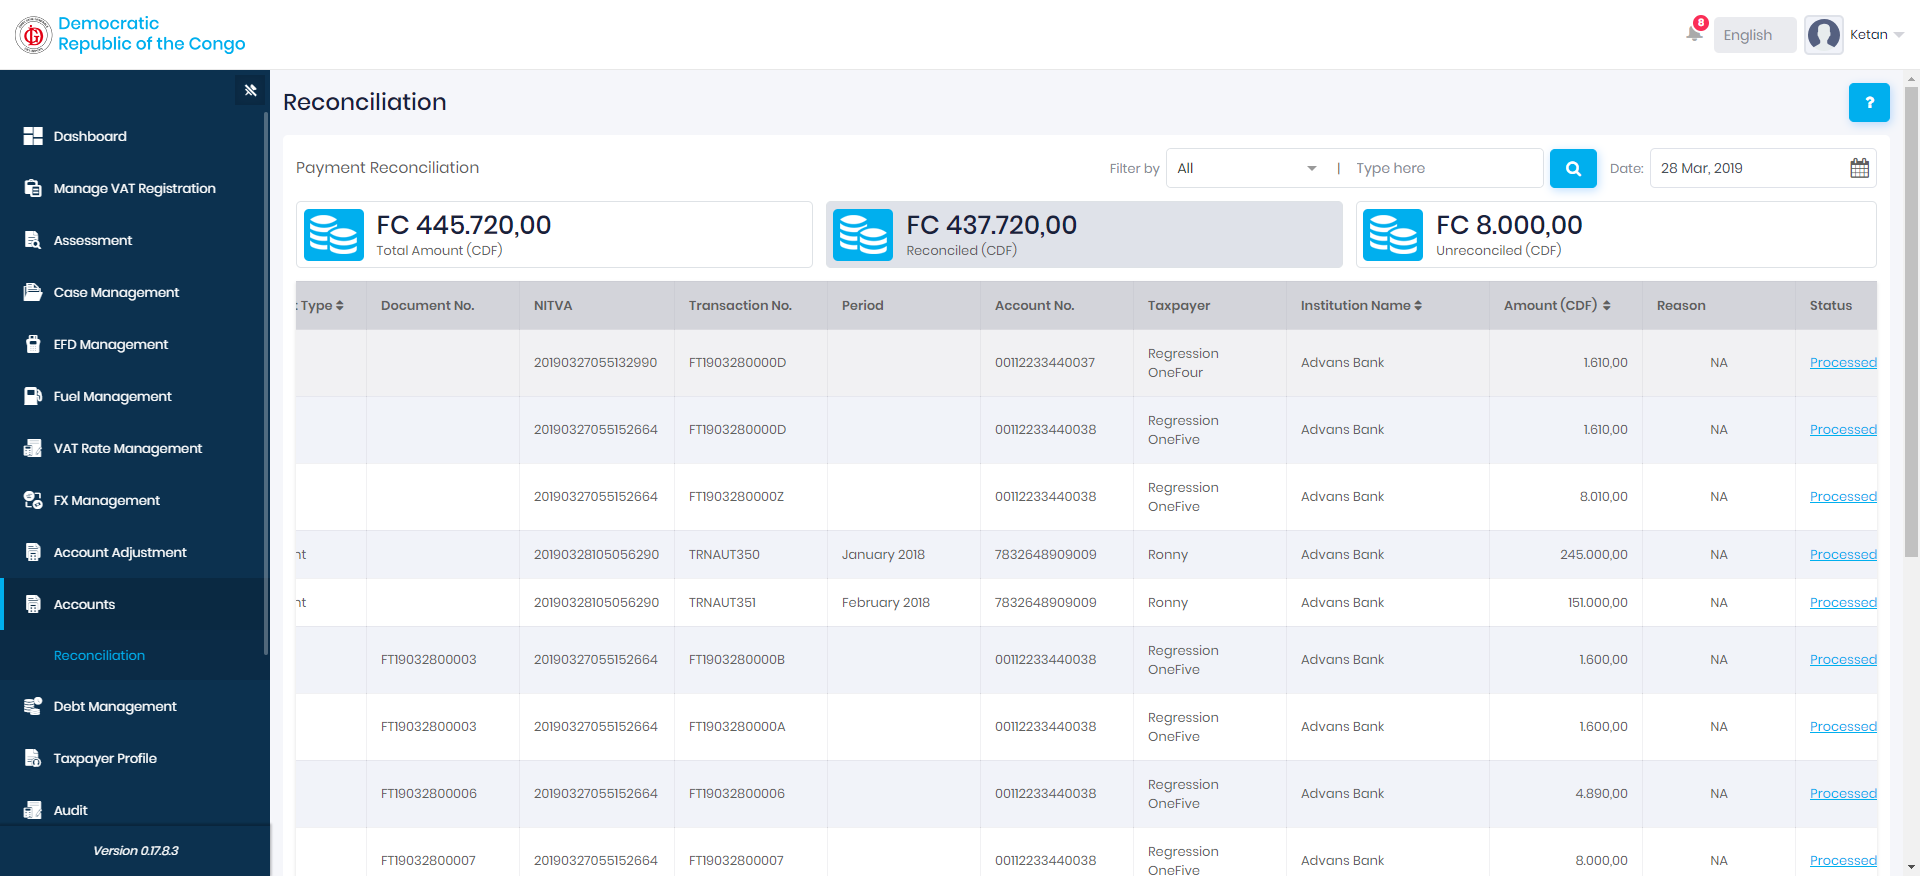 Democratic
Republic of the Congo
8
English
Ketan
Dashboard
Manage VAT Registration
Assessment
Case Management
EFD Management
Fuel Management
VAT Rate Management
FX Management
Account Adjustment
Accounts
Reconciliation
Debt Management
Taxpayer Profile
Audit
Version 0.17.8.3
Reconciliation
?
Payment Reconciliation
Filter by All | Type here Date: 28 Mar, 2019
FC 445.720,00
Total Amount (CDF)
FC 437.720,00
Reconciled (CDF)
FC 8.000,00
Unreconciled (CDF)
: Type Document No. NITVA Transaction No. Period Account No. Taxpayer Institution Name Amount (CDF) Reason Status
20190327055132990 FT1903280000D 00112233440037 Regression OneFour Advans Bank 1.610,00 NA Processed
20190327055152664 FT1903280000D 00112233440038 Regression OneFive Advans Bank 1.610,00 NA Processed
20190327055152664 FT1903280000Z 00112233440038 Regression OneFive Advans Bank 8.010,00 NA Processed
nt 20190328105056290 TRNAUT350 January 2018 7832648909009 Ronny Advans Bank 245.000,00 NA Processed
nt 20190328105056290 TRNAUT351 February 2018 7832648909009 Ronny Advans Bank 151.000,00 NA Processed
FT19032800003 20190327055152664 FT1903280000B 00112233440038 Regression OneFive Advans Bank 1.600,00 NA Processed
FT19032800003 20190327055152664 FT1903280000A 00112233440038 Regression OneFive Advans Bank 1.600,00 NA Processed
FT19032800006 20190327055152664 FT19032800006 00112233440038 Regression OneFive Advans Bank 4.890,00 NA Processed
FT19032800007 20190327055152664 FT19032800007 00112233440038 Regression OneFive Advans Bank 8.000,00 NA Processed